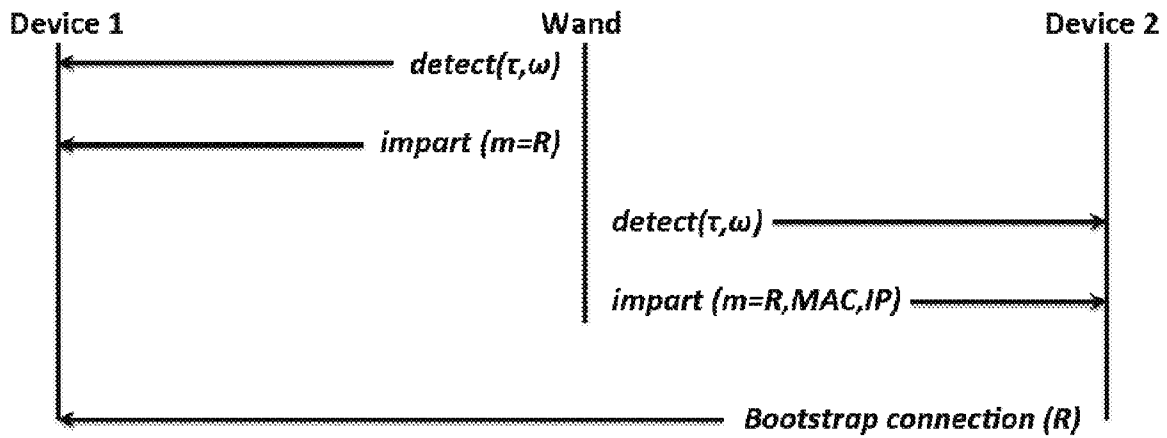 Device 1
Wand
Device 2
detect(τ,ω)
impart (m=R)
detect(τ,ω)
impart (m=R,MAC,IP)
Bootstrap connection (R)